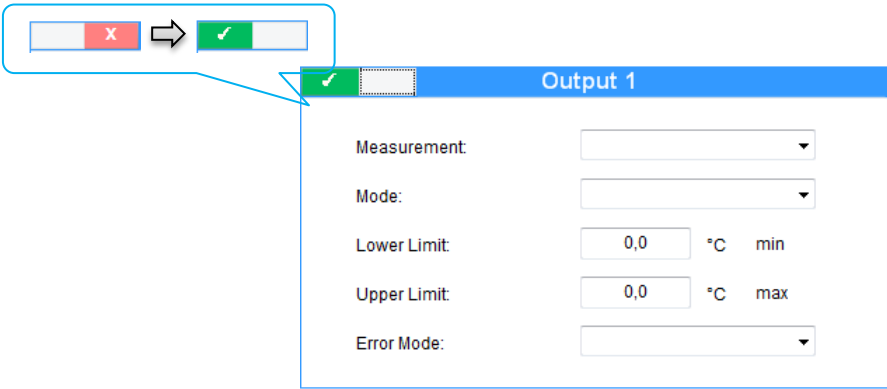 X ✓
✓ Output 1
Measurement:
Mode:
Lower Limit: 0,0 °C min
Upper Limit: 0,0 °C max
Error Mode: